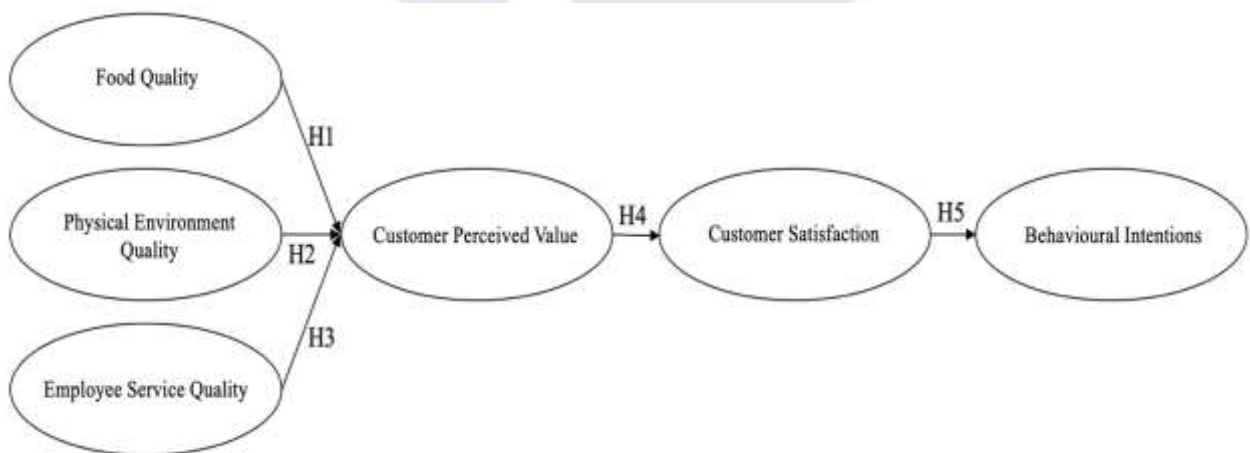 Food Quality
H1
Physical Environment
Quality
H2
Customer Perceived Value
H4
Customer Satisfaction
H5
Behavioural Intentions
H3
Employee Service Quality